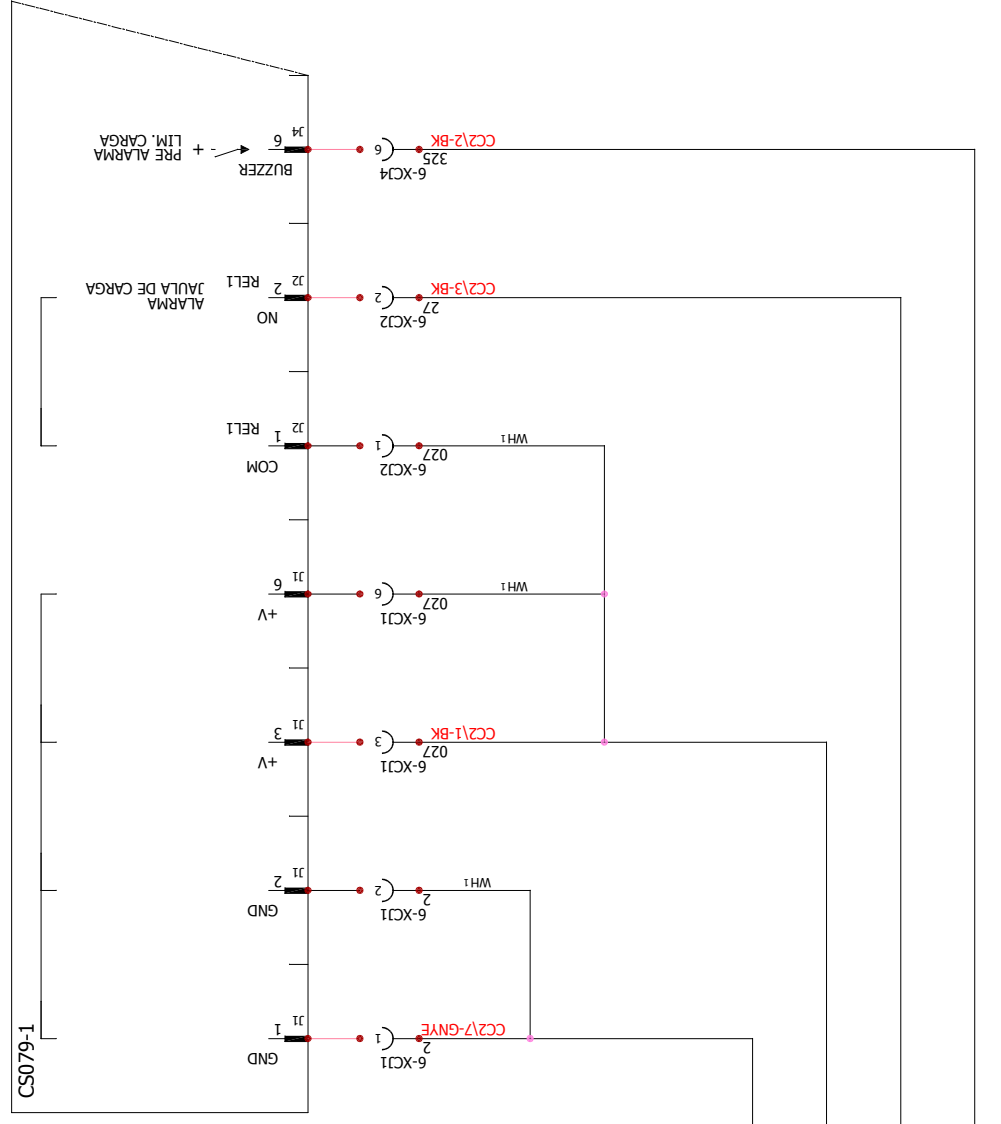 BUZZER
6
J4
PRE ALARMA
LIM. CARGA
- +
6
6-XCJ4
325
CC2\2-BK
NO
2
REL1
J2
ALARMA
JAULA DE CARGA
2
6-XCJ2
27
CC2\3-BK
COM
1
REL1
J2
1
6-XCJ2
027
WH1
+V
6
J1
6
6-XCJ1
027
WH1
+V
3
J1
3
6-XCJ1
027
CC2\1-BK
GND
2
J1
2
6-XCJ1
2
WH1
GND
1
J1
1
6-XCJ1
2
CC2\7-GNYE
CS079-1